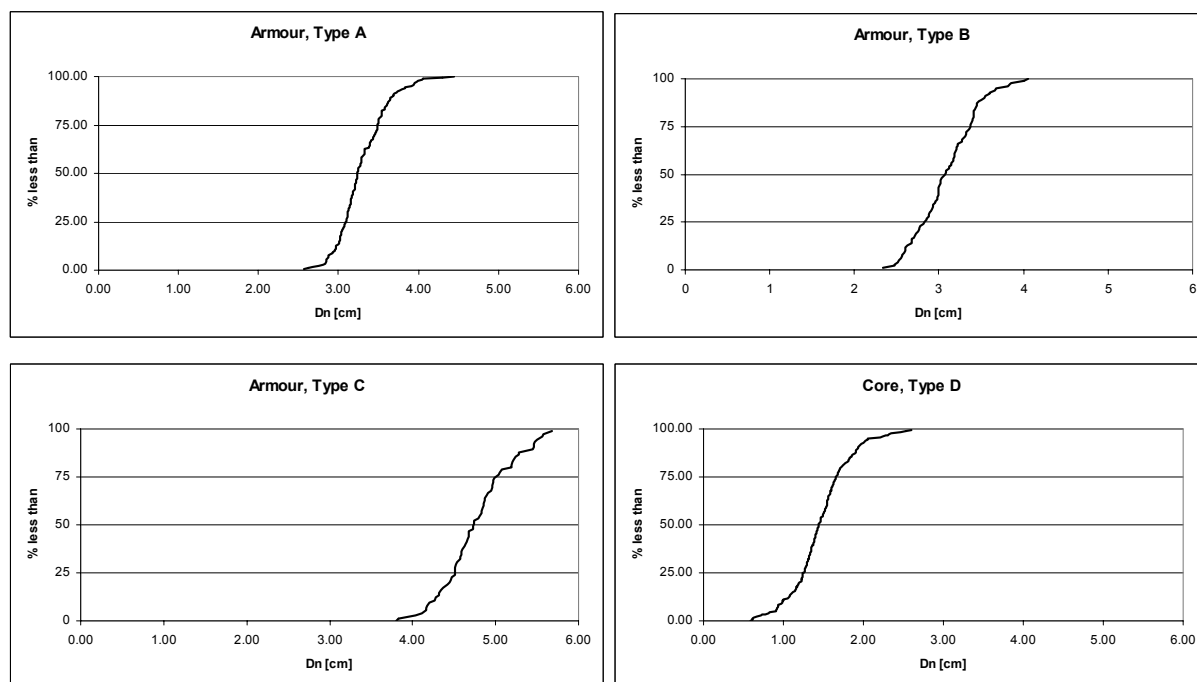 Armour, Type A
100.00
75.00
50.00
25.00
0.00
% less than
0.00 1.00 2.00 3.00 4.00 5.00 6.00
Dn [cm]
Armour, Type B
100
75
50
25
0
% less than
0 1 2 3 4 5 6
Dn [cm]
Armour, Type C
100
75
50
25
0
% less than
0.00 1.00 2.00 3.00 4.00 5.00 6.00
Dn [cm]
Core, Type D
100.00
75.00
50.00
25.00
0.00
% less than
0.00 1.00 2.00 3.00 4.00 5.00 6.00
Dn [cm]